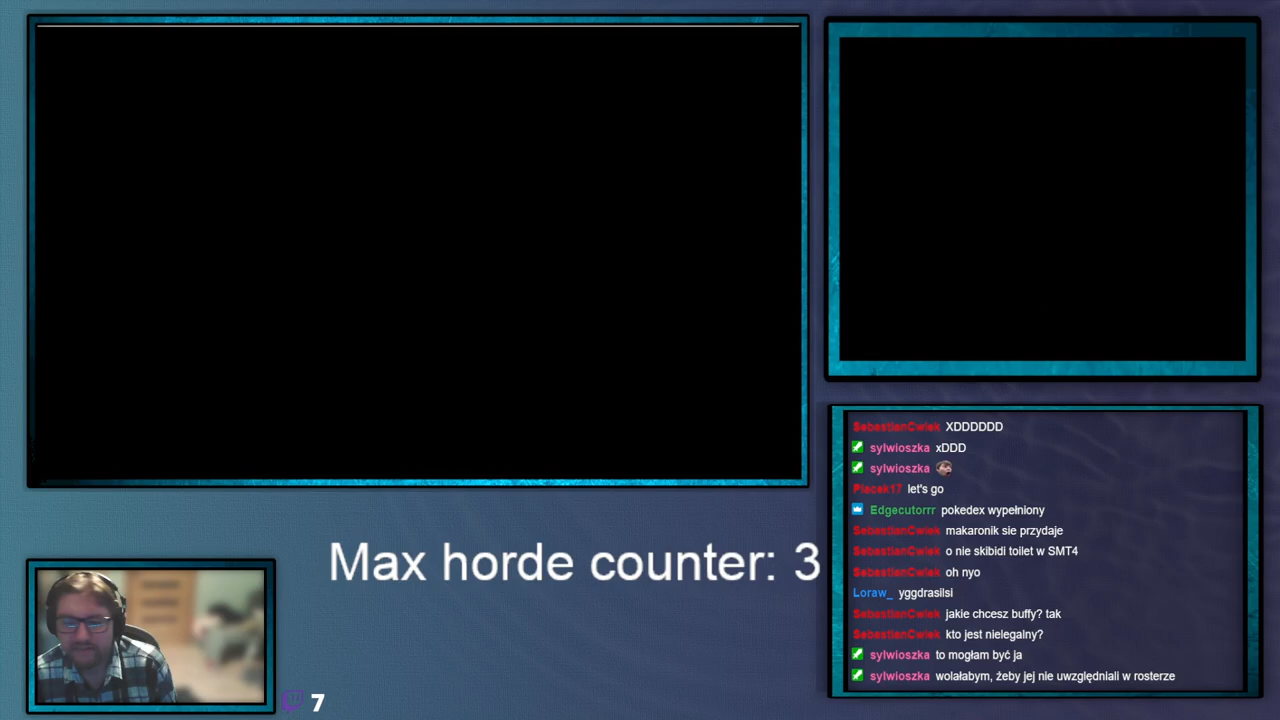 Max horde counter: 3
7
SebastianCwiek XDDDDDD
sylwioszka xDDD
sylwioszka
Placek17 let's go
Edgecutorrr pokedex wypełniony
SebastianCwiek makaronik sie przydaje
SebastianCwiek o nie skibidi toilet w SMT4
SebastianCwiek oh nyo
Loraw_ yggdrasilsi
SebastianCwiek jakie chcesz buffy? tak
SebastianCwiek kto jest nielegalny?
sylwioszka to mogłam być ja
sylwioszka wolałabym, żeby jej nie uwzględniali w rosterze